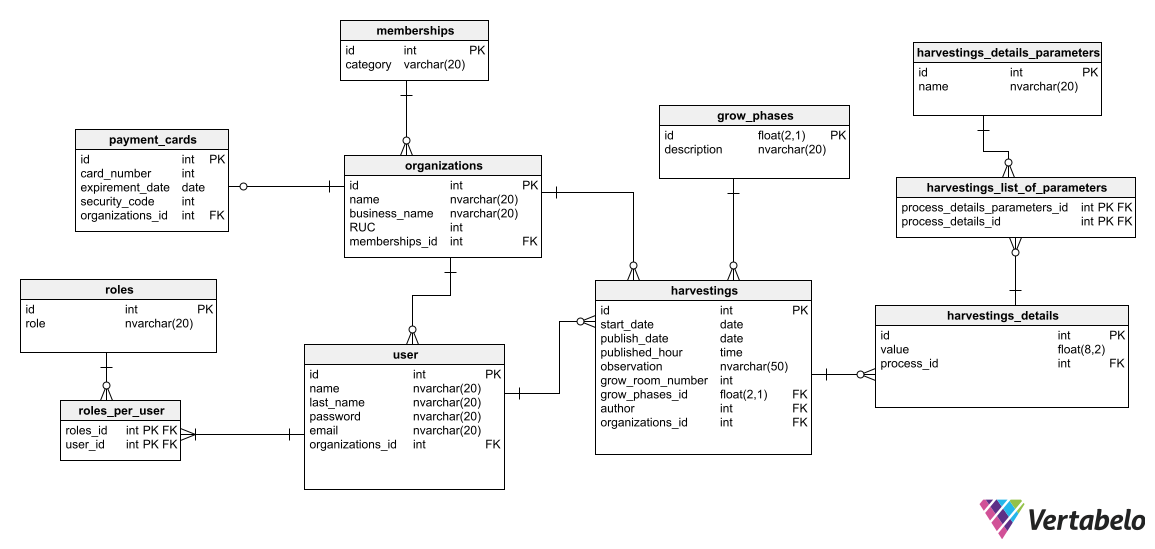 memberships
id int PK
category varchar(20)
harvestings_details_parameters
id int PK
name nvarchar(20)
payment_cards
id int PK
card_number int
expirement_date date
security_code int
organizations_id int FK
organizations
id int PK
name nvarchar(20)
business_name nvarchar(20)
RUC int
memberships_id int FK
grow_phases
id float(2,1) PK
description nvarchar(20)
harvestings_list_of_parameters
process_details_parameters_id int PK FK
process_details_id int PK FK
roles
id int PK
role nvarchar(20)
user
id int PK
name nvarchar(20)
last_name nvarchar(20)
password nvarchar(20)
email nvarchar(20)
organizations_id int FK
harvestings
id int PK
start_date date
publish_date date
published_hour time
observation nvarchar(50)
grow_room_number int
grow_phases_id float(2,1) FK
author int FK
organizations_id int FK
harvestings_details
id int PK
value float(8,2)
process_id int FK
roles_per_user
roles_id int PK FK
user_id int PK FK
Vertabelo